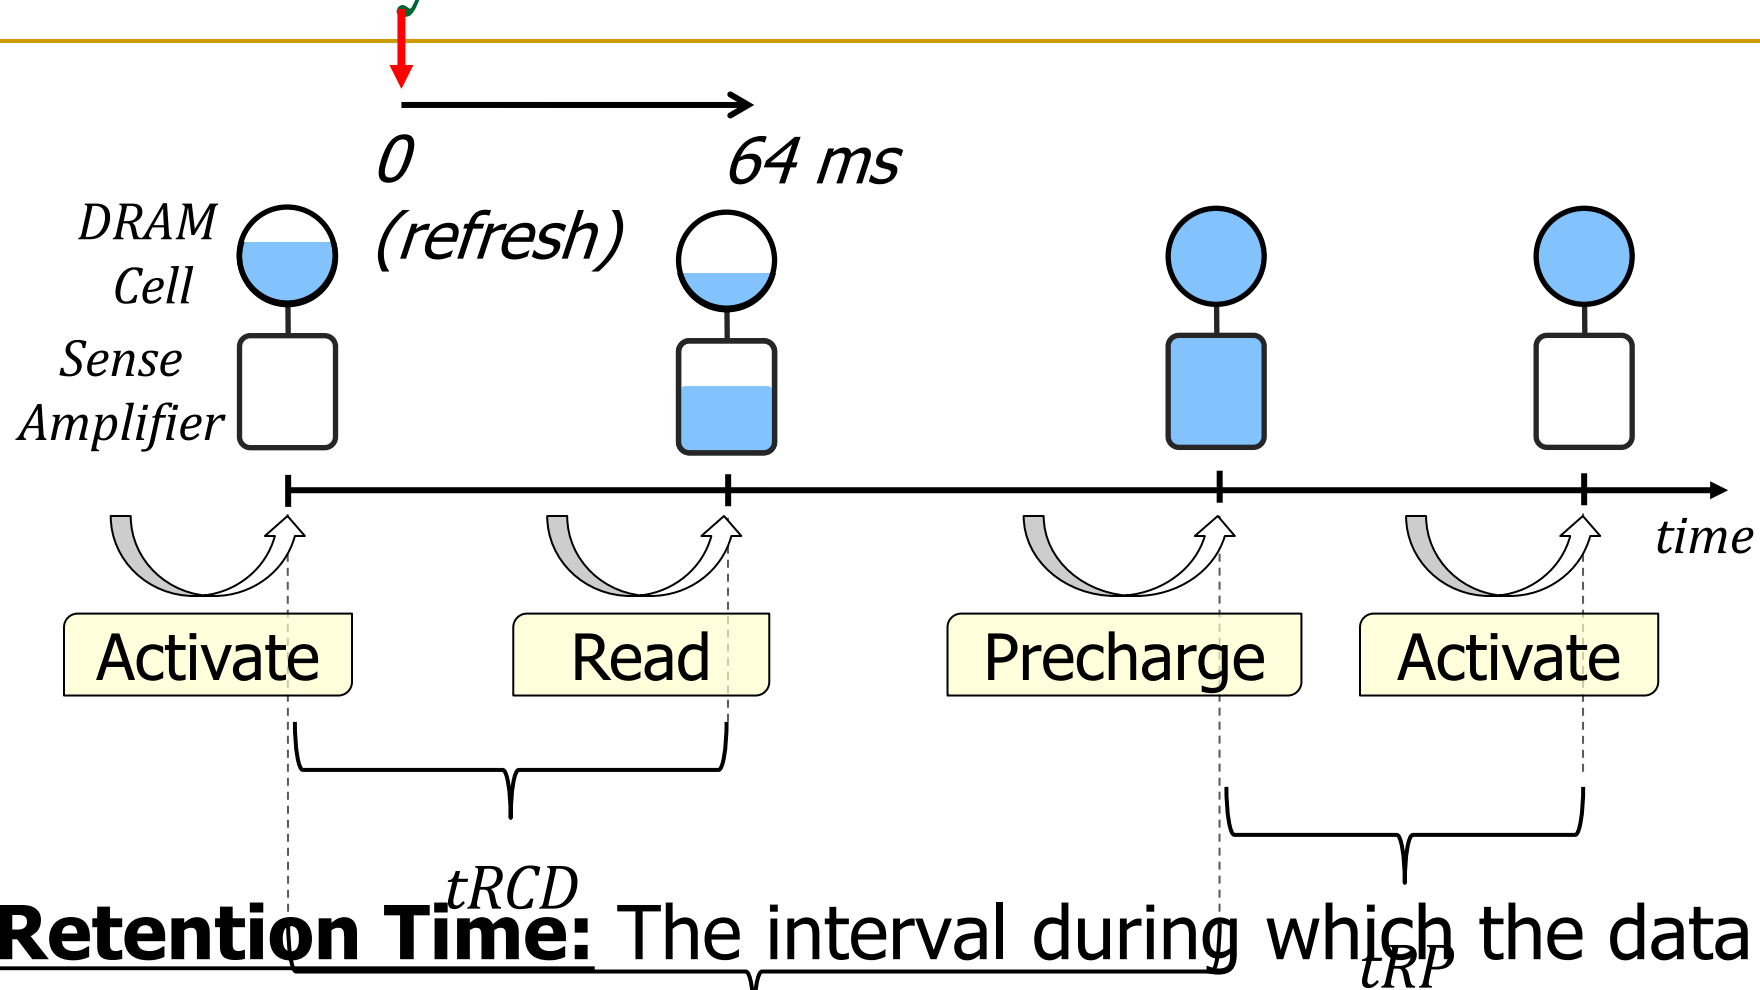 0
64 ms
(refresh)
DRAM
Cell
Sense
Amplifier
time
Activate
Read
Precharge
Activate
tRCD
Retention Time: The interval during which the data
tRP